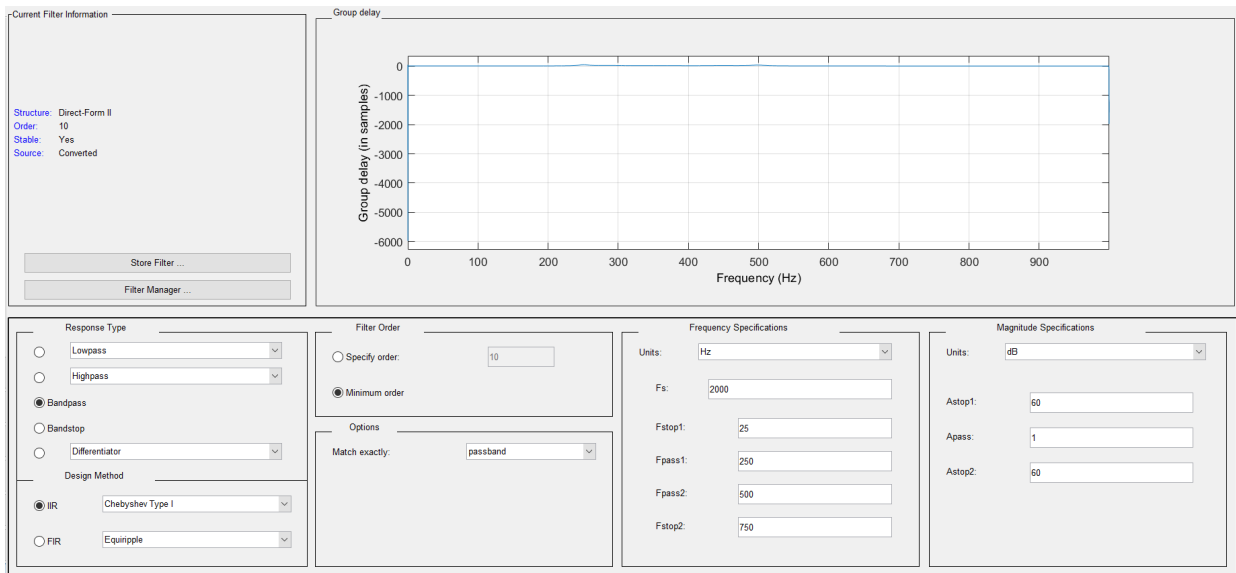 Current Filter Information
Structure: Direct-Form II
Order: 10
Stable: Yes
Source: Converted
Store Filter ...
Filter Manager ...
Group delay
Group delay (in samples)
0
-1000
-2000
-3000
-4000
-5000
-6000
0 100 200 300 400 500 600 700 800 900
Frequency (Hz)
Response Type
Lowpass
Highpass
Bandpass
Bandstop
Differentiator
Design Method
IIR Chebyshev Type I
FIR Equiripple
Filter Order
Specify order: 10
Minimum order
Options
Match exactly: passband
Frequency Specifications
Units: Hz
Fs: 2000
Fstop1: 25
Fpass1: 250
Fpass2: 500
Fstop2: 750
Magnitude Specifications
Units: dB
Astop1: 60
Apass: 1
Astop2: 60